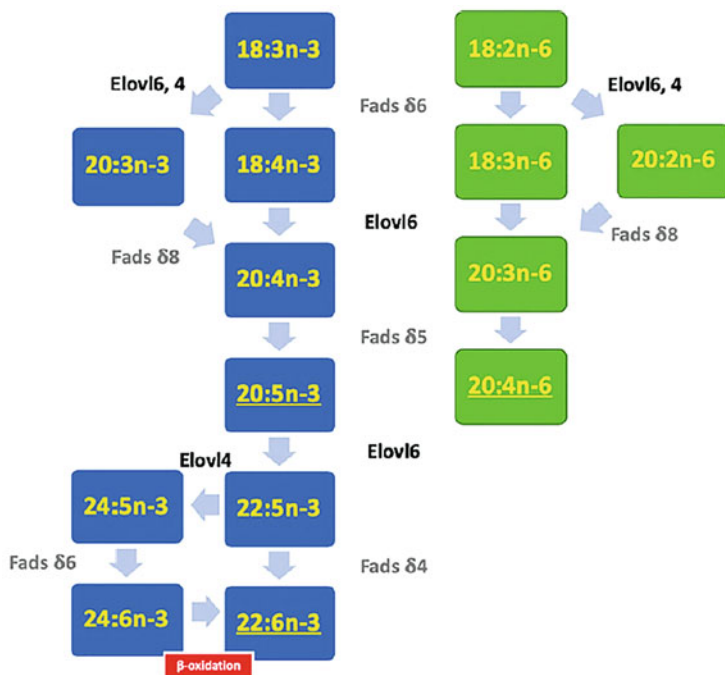 18:3n-3
18:2n-6
Elovl6, 4
Fads δ6
Elovl6, 4
20:3n-3
18:4n-3
18:3n-6
20:2n-6
Fads δ8
Elovl6
Fads δ8
20:4n-3
20:3n-6
Fads δ5
20:5n-3
20:4n-6
Elovl4
Elovl6
24:5n-3
22:5n-3
Fads δ6
Fads δ4
24:6n-3
22:6n-3
β-oxidation